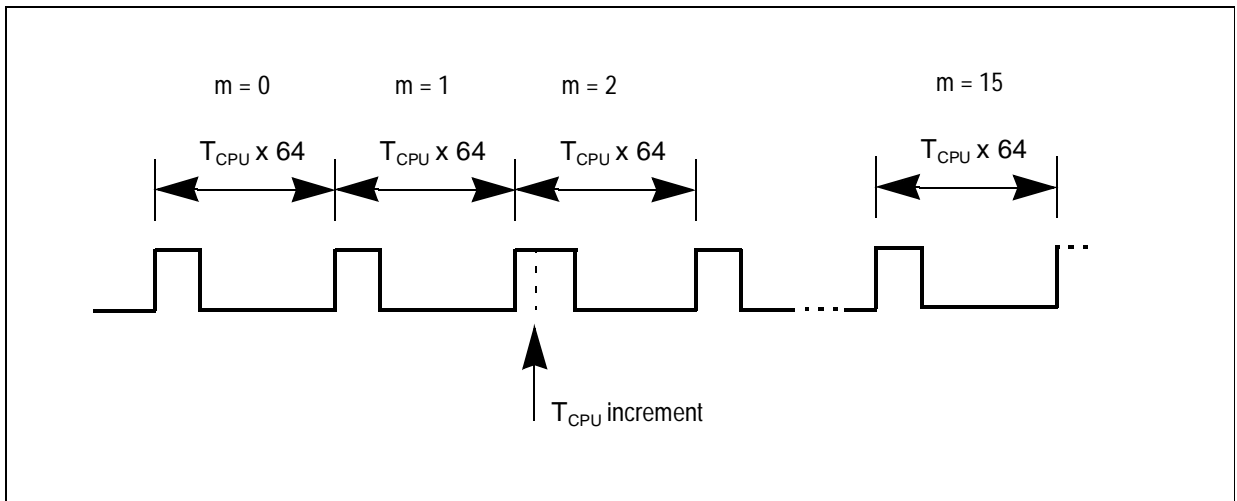 m = 0 m = 1 m = 2 m = 15
TCPU x 64 TCPU x 64 TCPU x 64 TCPU x 64
TCPU increment